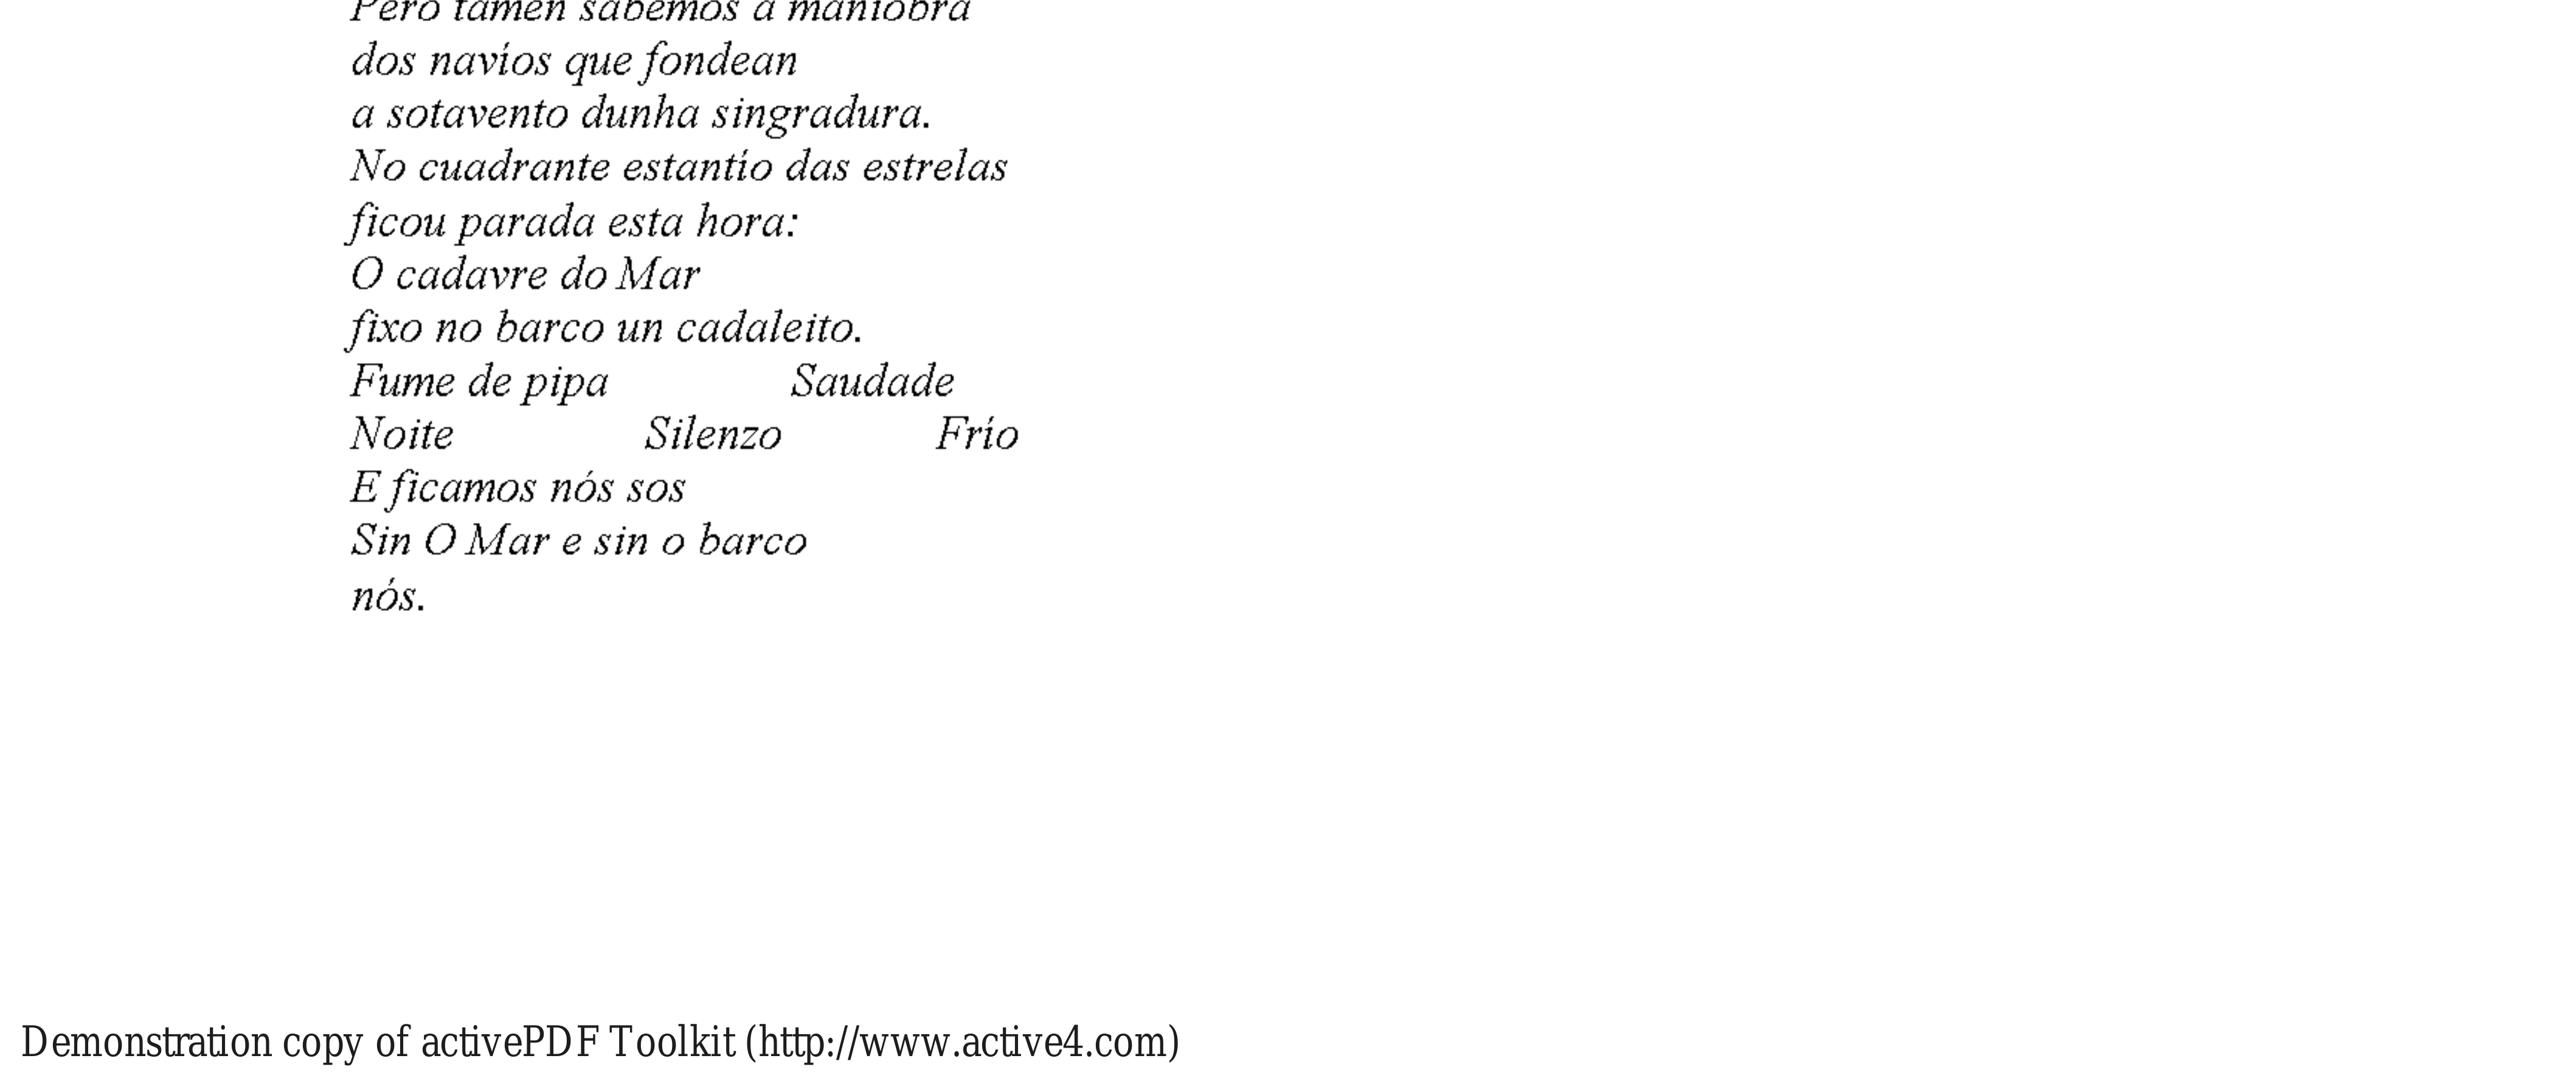 Pero tamén sabemos a maniobra
dos navíos que fondean
a sotavento dunha singradura.
No cuadrante estantío das estrelas
ficou parada esta hora:
O cadavre do Mar
fixo no barco un cadaleito.
Fume de pipa Saudade
Noite Silenzo Frío
E ficamos nós sos
Sin O Mar e sin o barco
nós.
Demonstration copy of activePDF Toolkit (http://www.active4.com)